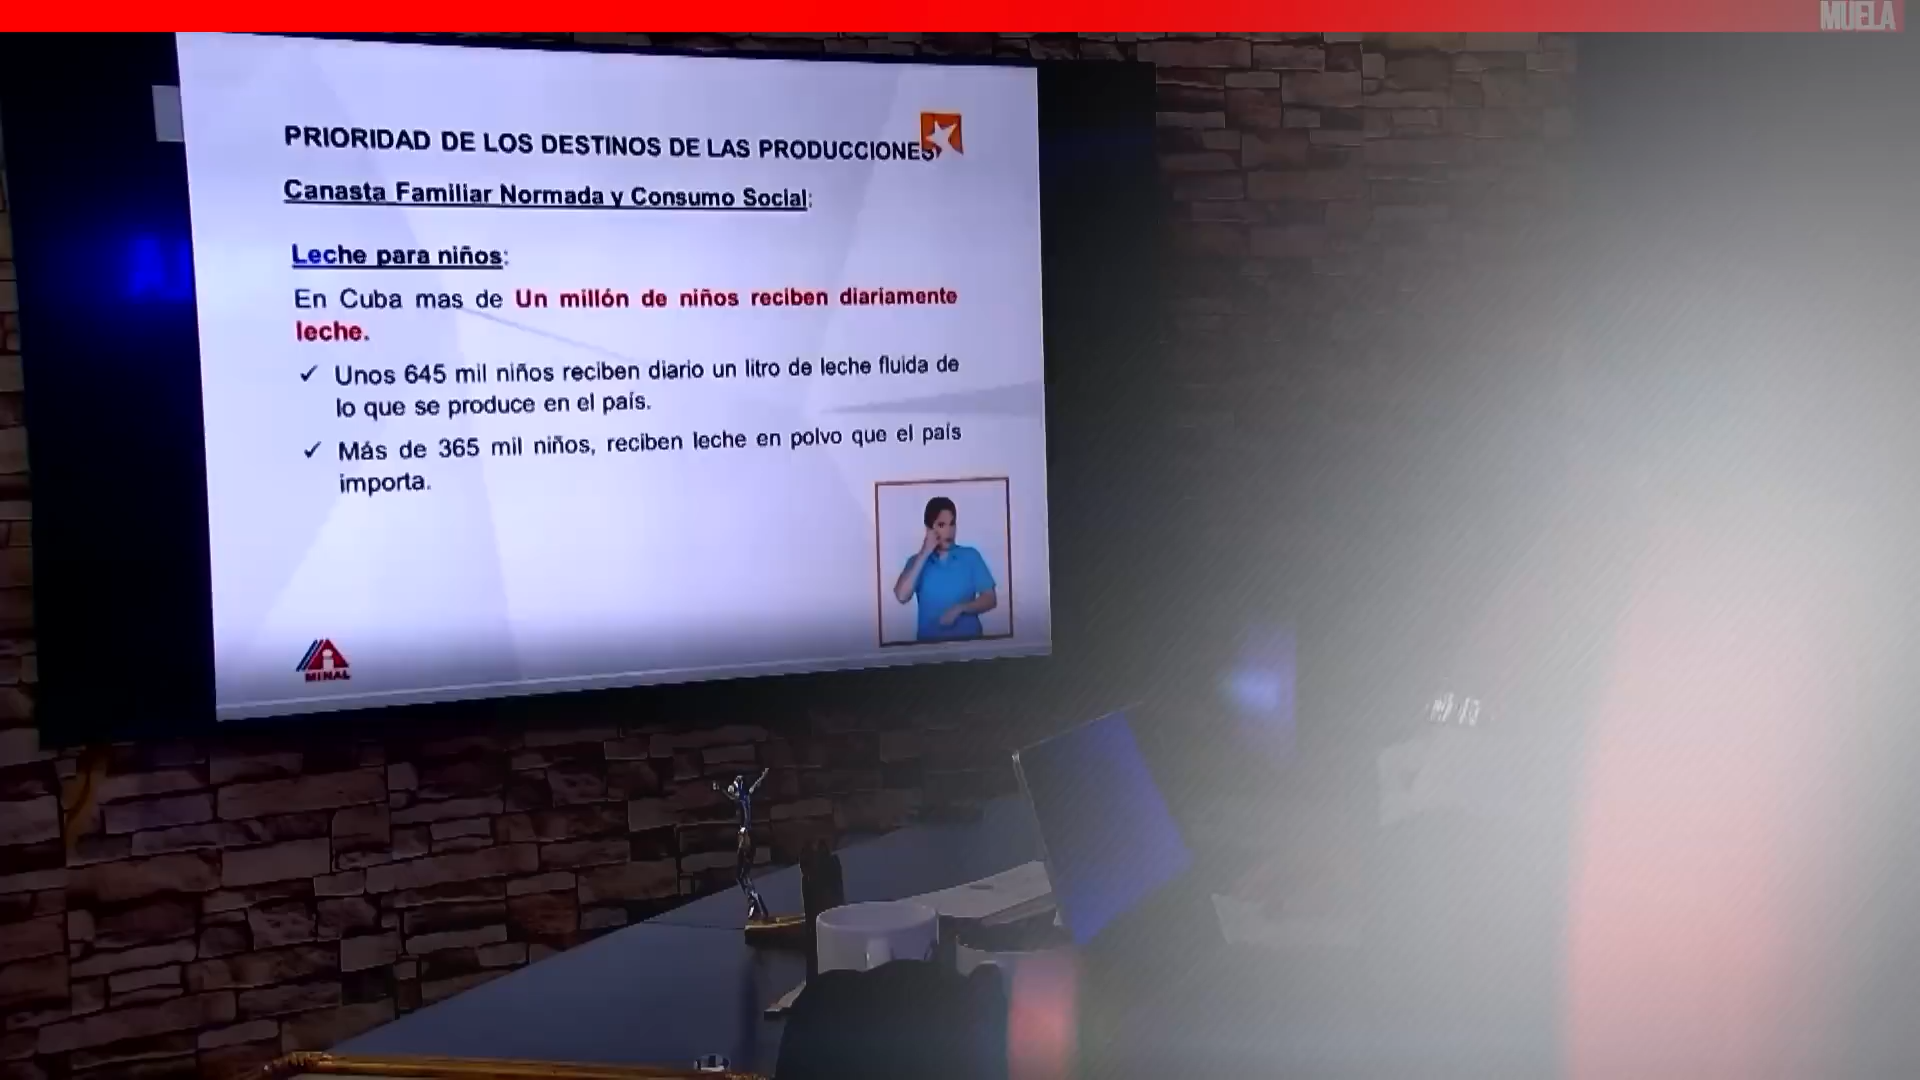 MUELA
PRIORIDAD DE LOS DESTINOS DE LAS PRODUCCIONES
Canasta Familiar Normada y Consumo Social:
Leche para niños:
En Cuba mas de Un millón de niños reciben diariamente
leche.
✓ Unos 645 mil niños reciben diario un litro de leche fluida de
lo que se produce en el país.
✓ Más de 365 mil niños, reciben leche en polvo que el país
importa.
MINAL